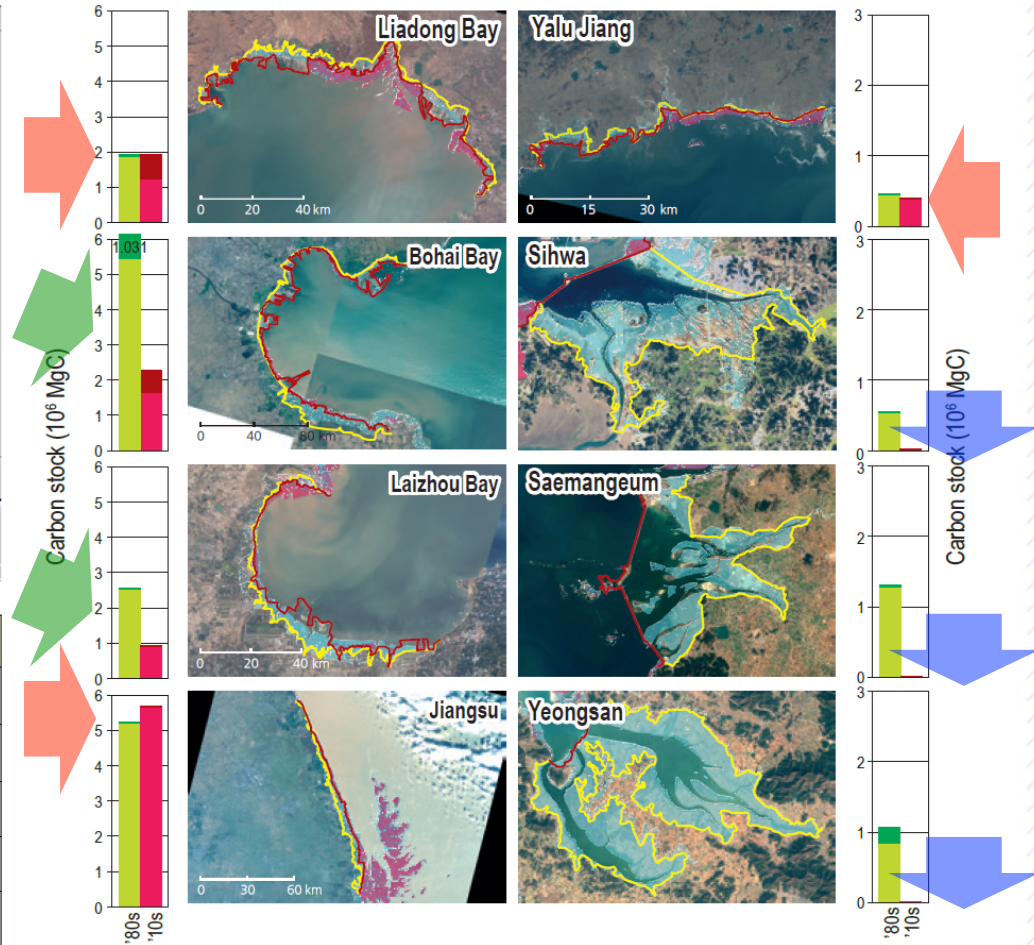 6
5
4
3
2
1
0
Liadong Bay
0 20 40 km
Yalu Jiang
0 15 30 km
3
2
1
0
6
5
4
3
2
1
0
1.031
Bohai Bay
0 40 80 km
Sihwa
3
2
1
0
Carbon stock (10⁶ MgC)
6
5
4
3
2
1
0
Laizhou Bay
0 20 40 km
Saemangeum
3
2
1
0
Carbon stock (10⁶ MgC)
6
5
4
3
2
1
0
'80s
'10s
Jiangsu
0 30 60 km
Yeongsan
3
2
1
0
'80s
'10s